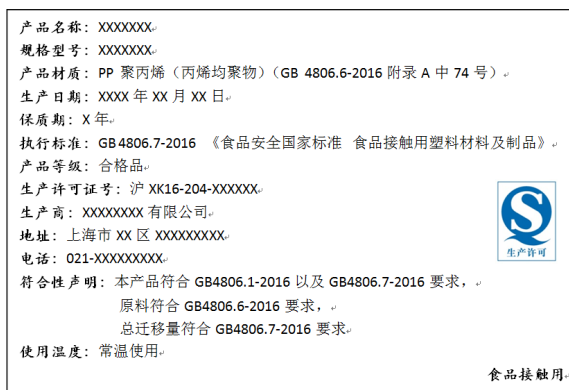 产品名称：XXXXXXX
规格型号：XXXXXXX
产品材质：PP 聚丙烯（丙烯均聚物）（GB 4806.6-2016 附录 A 中 74 号）
生产日期：XXXX 年 XX 月 XX 日
保质期：X 年
执行标准：GB4806.7-2016 《食品安全国家标准 食品接触用塑料材料及制品》
产品等级：合格品
生产许可证号：沪 XK16-204-XXXXXX
生产商：XXXXXXXX 有限公司
地址：上海市 XX 区 XXXXXXXXX
电话：021-XXXXXXXXX
符合性声明：本产品符合 GB4806.1-2016 以及 GB4806.7-2016 要求，
原料符合 GB4806.6-2016 要求，
总迁移量符合 GB4806.7-2016 要求
使用温度：常温使用
S
生产许可
食品接触用